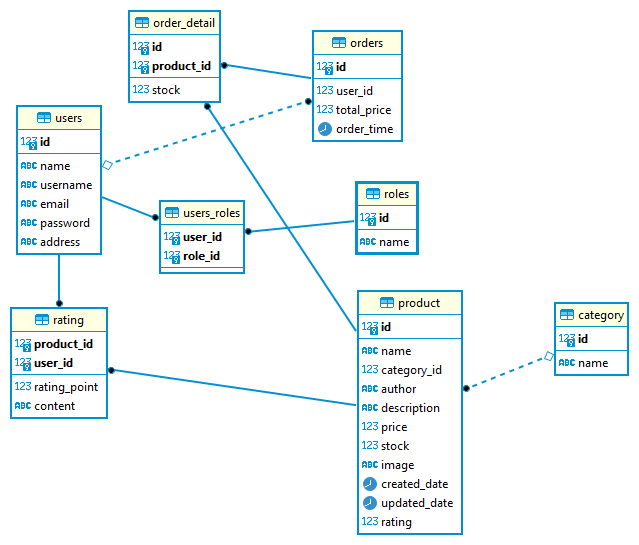 order_detail
123 id
123 product_id
123 stock
orders
123 id
123 user_id
123 total_price
order_time
users
123 id
ABC name
ABC username
ABC email
ABC password
ABC address
users_roles
123 user_id
123 role_id
roles
123 id
ABC name
rating
123 product_id
123 user_id
123 rating_point
ABC content
product
123 id
ABC name
123 category_id
ABC author
ABC description
123 price
123 stock
ABC image
created_date
updated_date
123 rating
category
123 id
ABC name